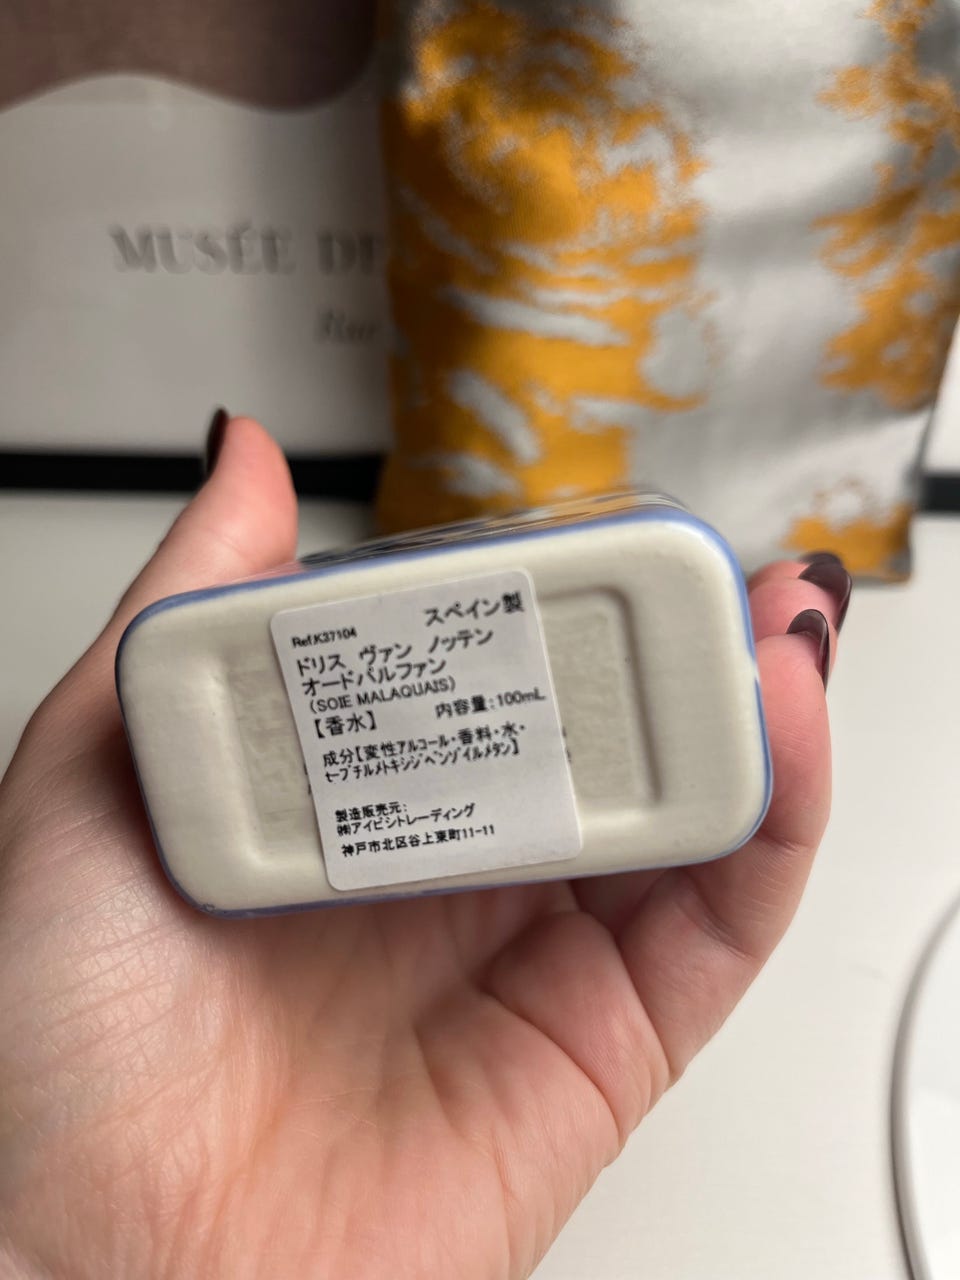 MUSÉE DE
Rue
スペイン製
Ref:K37104
ドリス ヴァン ノッテン
オードパルファン
(SOIE MALAQUAIS)
【香水】 内容量:100mL
成分【変性アルコール・香料・水・
t-ブチルメトキシジベンゾイルメタン】
製造販売元:
㈱アイビシトレーディング
神戸市北区谷上東町11-11